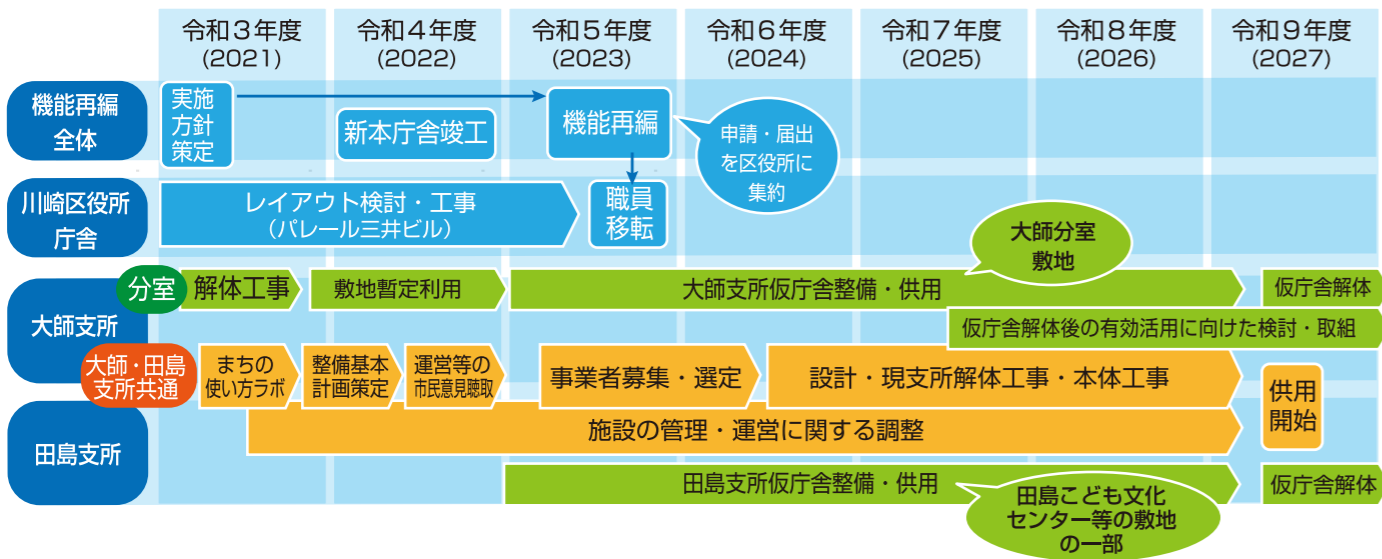 令和3年度
(2021)
令和4年度
(2022)
令和5年度
(2023)
令和6年度
(2024)
令和7年度
(2025)
令和8年度
(2026)
令和9年度
(2027)
機能再編
全体
実施
方針
策定
新本庁舎竣工
機能再編
申請・届出
を区役所に
集約
川崎区役所
庁舎
レイアウト検討・工事
(パレール三井ビル)
職員
移転
大師分室
敷地
大師支所
分室
解体工事
敷地暫定利用
大師支所仮庁舎整備・供用
仮庁舎解体
仮庁舎解体後の有効活用に向けた検討・取組
大師・田島
支所共通
まちの
使い方ラボ
整備基本
計画策定
運営等の
市民意見聴取
事業者募集・選定
設計・現支所解体工事・本体工事
供用
開始
施設の管理・運営に関する調整
田島支所
田島支所仮庁舎整備・供用
仮庁舎解体
田島こども文化
センター等の敷地
の一部